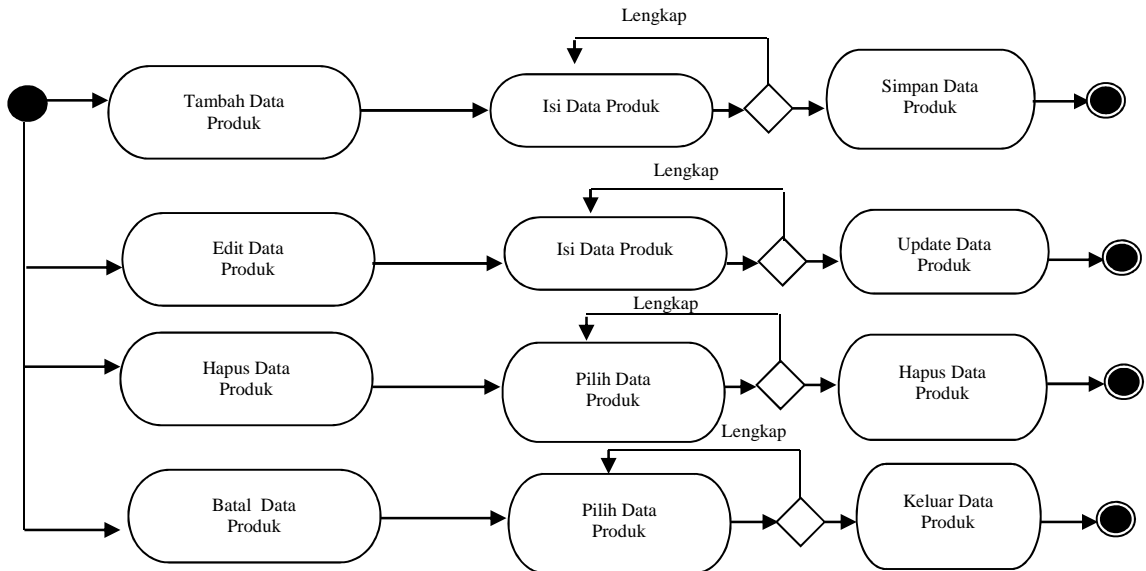 Lengkap
Tambah Data
Produk
Isi Data Produk
Simpan Data
Produk
Lengkap
Edit Data
Produk
Isi Data Produk
Update Data
Produk
Lengkap
Hapus Data
Produk
Pilih Data
Produk
Hapus Data
Produk
Lengkap
Batal  Data
Produk
Pilih Data
Produk
Keluar Data
Produk